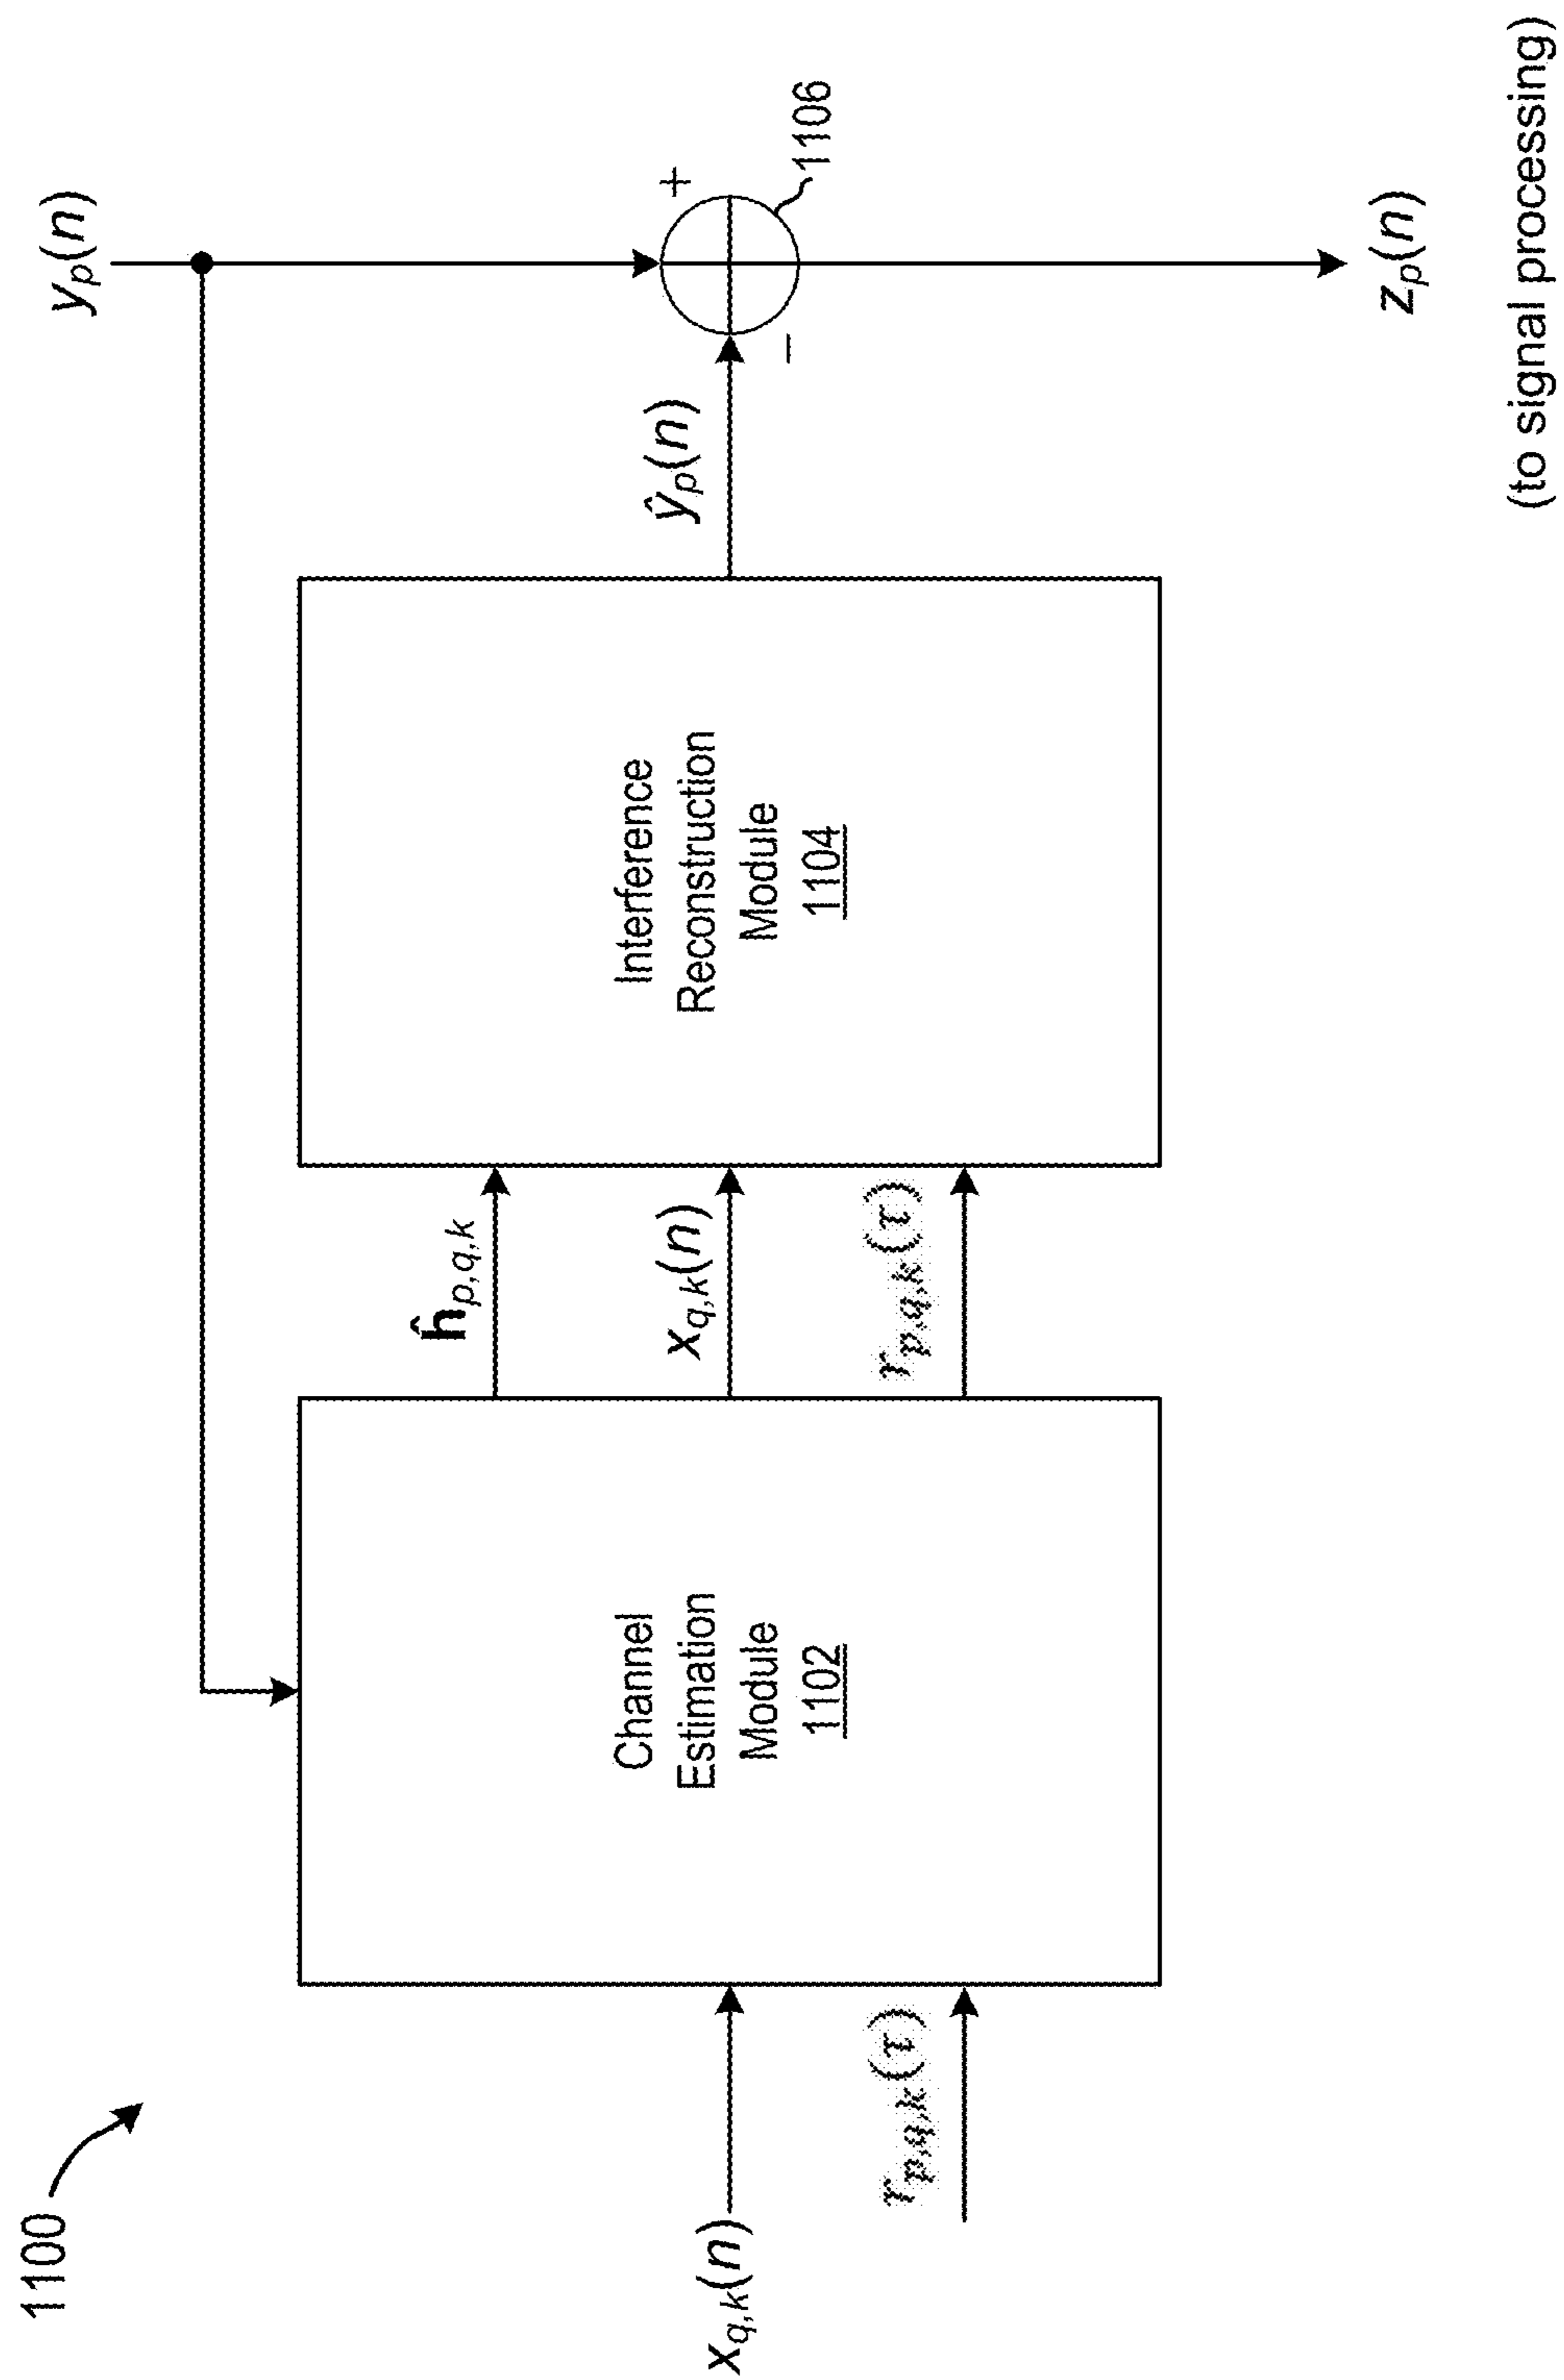 1100
y_p(n)
x_{q,k}(n)
r_{p,q,k}(τ)
Channel
Estimation
Module
1102
ĥ_{p,q,k}
x_{q,k}(n)
r_{p,q,k}(τ)
Interference
Reconstruction
Module
1104
ŷ_p(n)
+
−
1106
z_p(n)
(to signal processing)